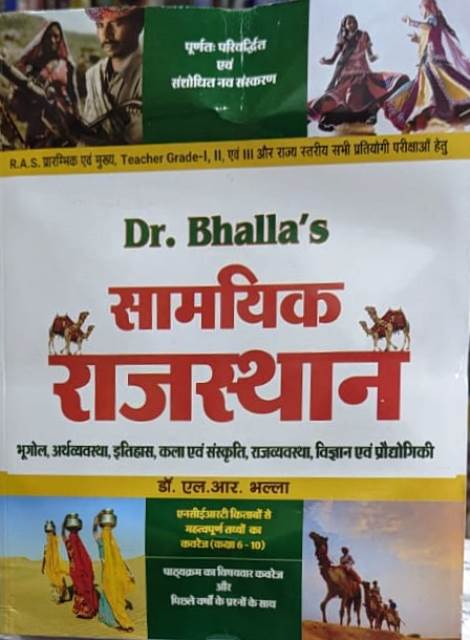 पूर्णतः परिवर्द्धित
एवं
संशोधित नव संस्करण
R.A.S. प्रारम्भिक एवं मुख्य, Teacher Grade-I, II, एवं III और राज्य स्तरीय सभी प्रतियोगी परीक्षाओं हेतु
Dr. Bhalla's
सामयिक
राजस्थान
भूगोल, अर्थव्यवस्था, इतिहास, कला एवं संस्कृति, राजव्यवस्था, विज्ञान एवं प्रौद्योगिकी
डॉ. एल.आर. भल्ला
एनसीईआरटी किताबों से
महत्वपूर्ण तथ्यों का
कवरेज (कक्षा 6 - 10)
पाठ्यक्रम का विषयवार कवरेज
और
पिछले वर्षों के प्रश्नों के साथ